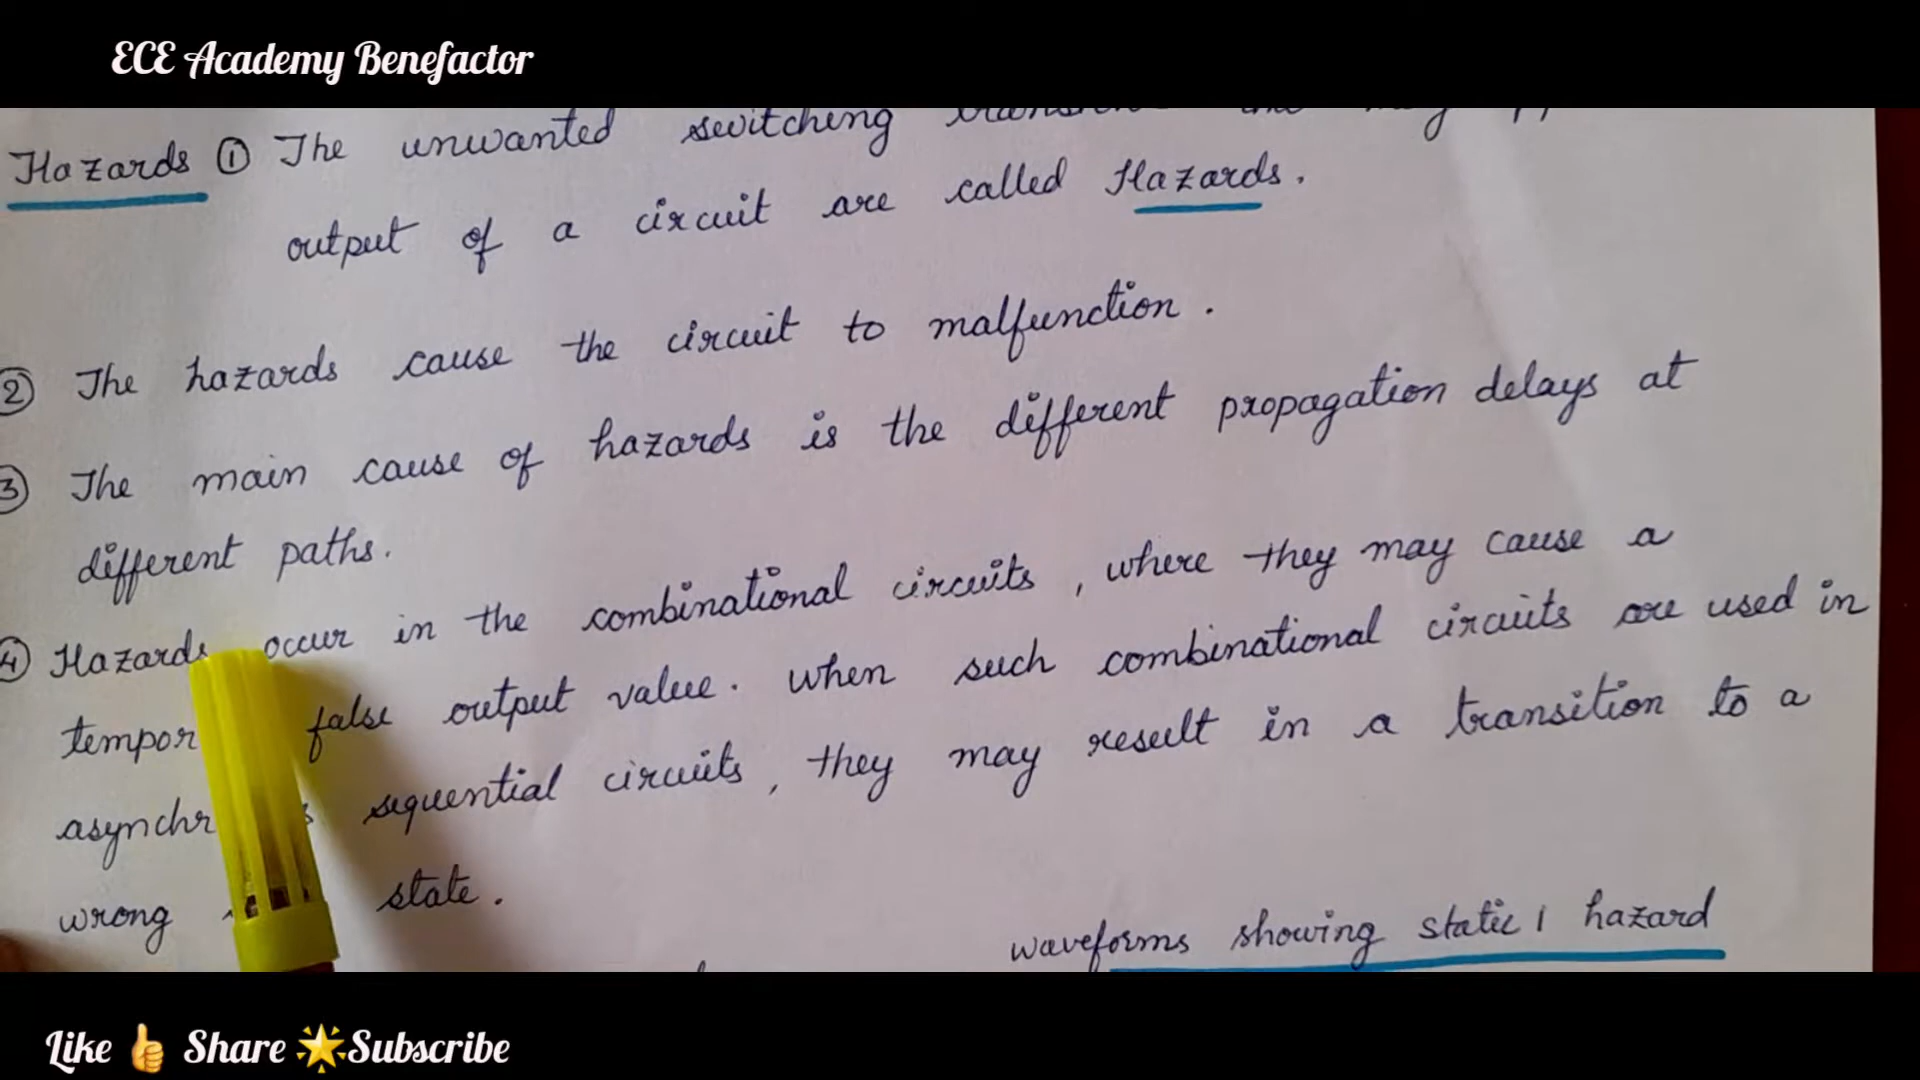 ECE Academy Benefactor
Hazards ① The unwanted switching
output of a circuit are called Hazards.
② The hazards cause the circuit to malfunction.
③ The main cause of hazards is the different propagation delays at
different paths.
④ Hazards occur in the combinational circuits, where they may cause a
tempor false output value. When such combinational circuits are used in
asynchr s sequential circuits, they may result in a transition to a
wrong state.
waveforms showing static 1 hazard
Like 👍 Share 🌟Subscribe